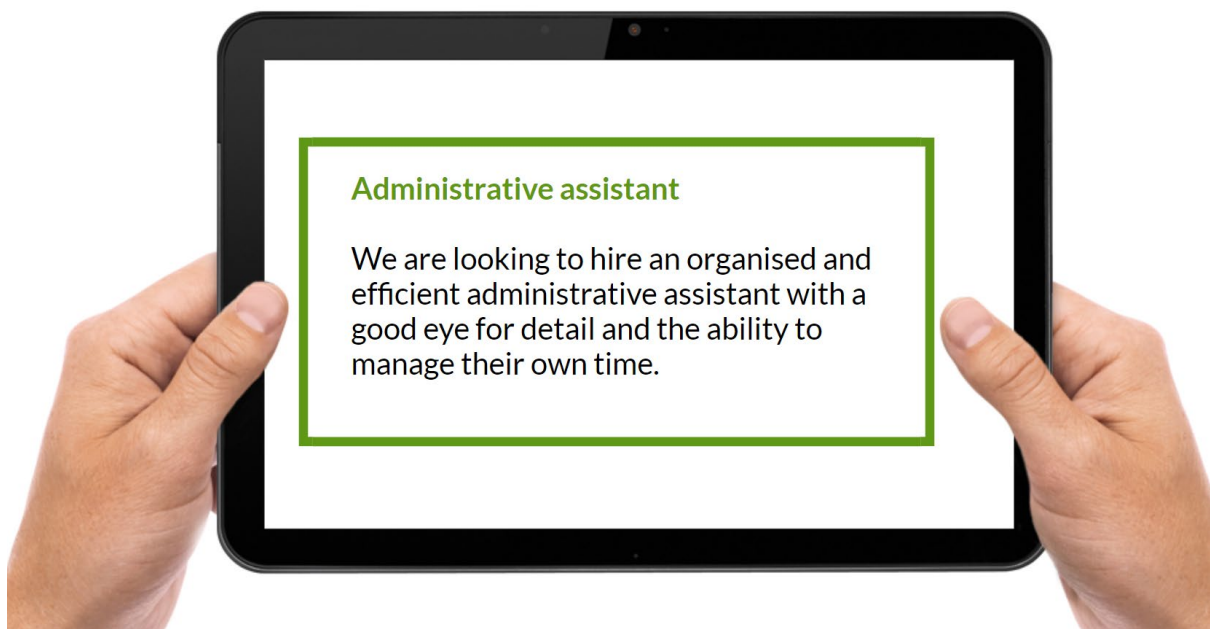 Administrative assistant
We are looking to hire an organised and
efficient administrative assistant with a
good eye for detail and the ability to
manage their own time.